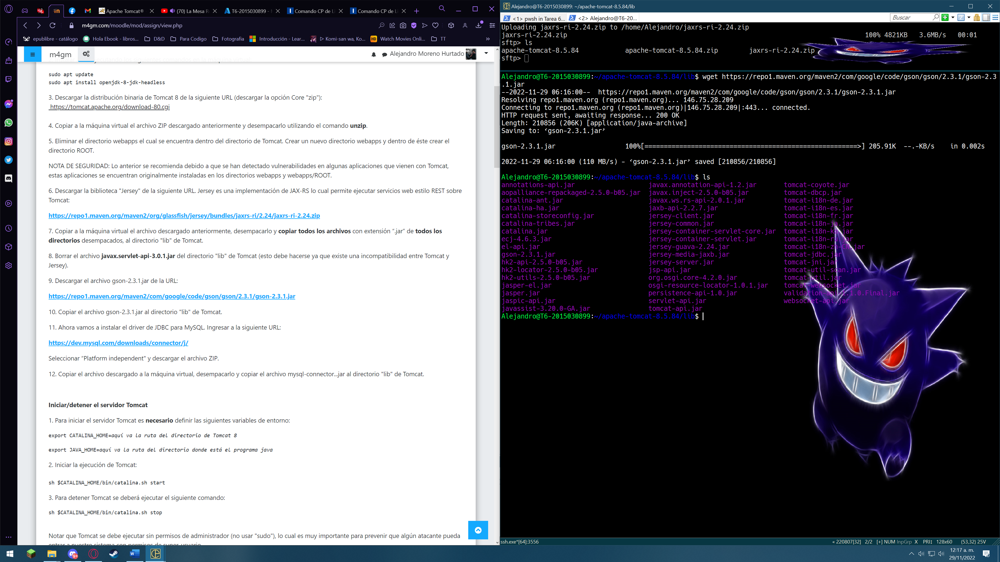 Apache Tomcat®
(70) La Mesa R
T6-2015030899 -
Comando CP de Li
Comando CP de Li
m4gm.com/moodle/mod/assign/view.php
epublibre - catálogo
Hola Ebook - libros...
D&D
Para Codigo
Fotografia
Introducción - Lear...
▷ Komi-san wa, Ko...
Watch Movies Onli...
TT
»
m4gm
Alejandro Moreno Hurtado
sudo apt update
sudo apt install openjdk-8-jdk-headless
3. Descargar la distribución binaria de Tomcat 8 de la siguiente URL (descargar la opción Core "zip"):
https://tomcat.apache.org/download-80.cgi
4. Copiar a la máquina virtual el archivo ZIP descargado anteriormente y desempacarlo utilizando el comando unzip.
5. Eliminar el directorio webapps el cual se encuentra dentro del directorio de Tomcat. Crear un nuevo directorio webapps y dentro de éste crear el
directorio ROOT.
NOTA DE SEGURIDAD: Lo anterior se recomienda debido a que se han detectado vulnerabilidades en algunas aplicaciones que vienen con Tomcat,
estas aplicaciones se encuentran originalmente instaladas en los directorios webapps y webapps/ROOT.
6. Descargar la biblioteca "Jersey" de la siguiente URL. Jersey es una implementación de JAX-RS lo cual permite ejecutar servicios web estilo REST sobre
Tomcat:
https://repo1.maven.org/maven2/org/glassfish/jersey/bundles/jaxrs-ri/2.24/jaxrs-ri-2.24.zip
7. Copiar a la máquina virtual el archivo descargado anteriormente, desempacarlo y copiar todos los archivos con extensión “.jar” de todos los
directorios desempacados, al directorio "lib" de Tomcat.
8. Borrar el archivo javax.servlet-api-3.0.1.jar del directorio "lib" de Tomcat (esto debe hacerse ya que existe una incompatibilidad entre Tomcat y
Jersey).
9. Descargar el archivo gson-2.3.1.jar de la URL:
https://repo1.maven.org/maven2/com/google/code/gson/gson/2.3.1/gson-2.3.1.jar
10. Copiar el archivo gson-2.3.1.jar al directorio "lib" de Tomcat.
11. Ahora vamos a instalar el driver de JDBC para MySQL. Ingresar a la siguiente URL:
https://dev.mysql.com/downloads/connector/j/
Seleccionar “Platform independent" y descargar el archivo ZIP.
12. Copiar el archivo descargado a la máquina virtual, desempacarlo y copiar el archivo mysql-connector...jar al directorio "lib" de Tomcat.
Iniciar/detener el servidor Tomcat
1. Para iniciar el servidor Tomcat es necesario definir las siguientes variables de entorno:
export CATALINA_HOME=aquí va la ruta del directorio de Tomcat 8
export JAVA_HOME=aquí va la ruta del directorio donde está el programa java
2. Iniciar la ejecución de Tomcat:
sh $CATALINA_HOME/bin/catalina.sh start
3. Para detener Tomcat se deberá ejecutar el siguiente comando:
sh $CATALINA_HOME/bin/catalina.sh stop
Notar que Tomcat se debe ejecutar sin permisos de administrador (no usar "sudo"), lo cual es muy importante para prevenir que algún atacante pueda
entrar a nuestro sistema con permisos de super-usuario
Alejandro@T6-2015030899: ~/apache-tomcat-8.5.84/lib
<1> pwsh in Tarea 6...
<2> Alejandro@T6-20...
Buscar
Uploading jaxrs-ri-2.24.zip to /home/Alejandro/jaxrs-ri-2.24.zip
jaxrs-ri-2.24.zip 100% 4821KB 3.6MB/s 00:01
sftp> ls
apache-tomcat-8.5.84 apache-tomcat-8.5.84.zip jaxrs-ri-2.24.zip
sftp>
Alejandro@T6-2015030899:~/apache-tomcat-8.5.84/lib$ wget https://repo1.maven.org/maven2/com/google/code/gson/gson/2.3.1/gson-2.3
.1.jar
--2022-11-29 06:16:00-- https://repo1.maven.org/maven2/com/google/code/gson/gson/2.3.1/gson-2.3.1.jar
Resolving repo1.maven.org (repo1.maven.org)... 146.75.28.209
Connecting to repo1.maven.org (repo1.maven.org)|146.75.28.209|:443... connected.
HTTP request sent, awaiting response... 200 OK
Length: 210856 (206K) [application/java-archive]
Saving to: ‘gson-2.3.1.jar’
gson-2.3.1.jar 100%[=======================================================>] 205.91K --.-KB/s in 0.002s
2022-11-29 06:16:00 (110 MB/s) - ‘gson-2.3.1.jar’ saved [210856/210856]
Alejandro@T6-2015030899:~/apache-tomcat-8.5.84/lib$ ls
annotations-api.jar javax.annotation-api-1.2.jar tomcat-coyote.jar
aopalliance-repackaged-2.5.0-b05.jar javax.inject-2.5.0-b05.jar tomcat-dbcp.jar
catalina-ant.jar javax.ws.rs-api-2.0.1.jar tomcat-i18n-de.jar
catalina-ha.jar jaxb-api-2.2.7.jar tomcat-i18n-es.jar
catalina-storeconfig.jar jersey-client.jar tomcat-i18n-fr.jar
catalina-tribes.jar jersey-common.jar tomcat-i18n-ja.jar
catalina.jar jersey-container-servlet-core.jar tomcat-i18n-ko.jar
ecj-4.6.3.jar jersey-container-servlet.jar tomcat-i18n-ru.jar
el-api.jar jersey-guava-2.24.jar tomcat-i18n-zh-CN.jar
gson-2.3.1.jar jersey-media-jaxb.jar tomcat-jdbc.jar
hk2-api-2.5.0-b05.jar jersey-server.jar tomcat-jni.jar
hk2-locator-2.5.0-b05.jar jsp-api.jar tomcat-util-scan.jar
hk2-utils-2.5.0-b05.jar org.osgi.core-4.2.0.jar tomcat-util.jar
jasper-el.jar osgi-resource-locator-1.0.1.jar tomcat-websocket.jar
jasper.jar persistence-api-1.0.jar validation-api-1.1.0.Final.jar
jaspic-api.jar servlet-api.jar websocket-api.jar
javassist-3.20.0-GA.jar tomcat-api.jar
Alejandro@T6-2015030899:~/apache-tomcat-8.5.84/lib$
ssh.exe*[64]:3556
« 220807[32] 2/2 [+] NUM InpGrp X PRI↕ 128x60 (53,32) 25V
12:17 a. m.
29/11/2022